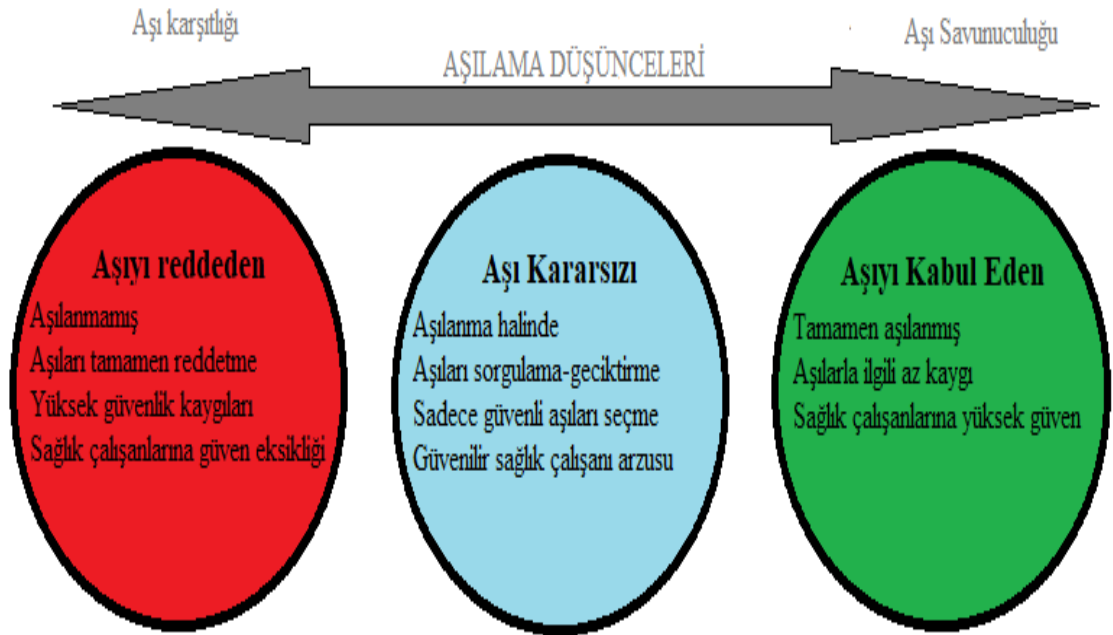 Aşı karşıtlığı
Aşı Savunuculuğu
AŞILAMA DÜŞÜNCELERİ
Aşıyı reddeden
Aşılanmamış
Aşıları tamamen reddetme
Yüksek güvenlik kaygıları
Sağlık çalışanlarına güven eksikliği
Aşı Kararsızı
Aşılanma halinde
Aşıları sorgulama-geciktirme
Sadece güvenli aşıları seçme
Güvenilir sağlık çalışanı arzusu
Aşıyı Kabul Eden
Tamamen aşılanmış
Aşılarla ilgili az kaygı
Sağlık çalışanlarına yüksek güven